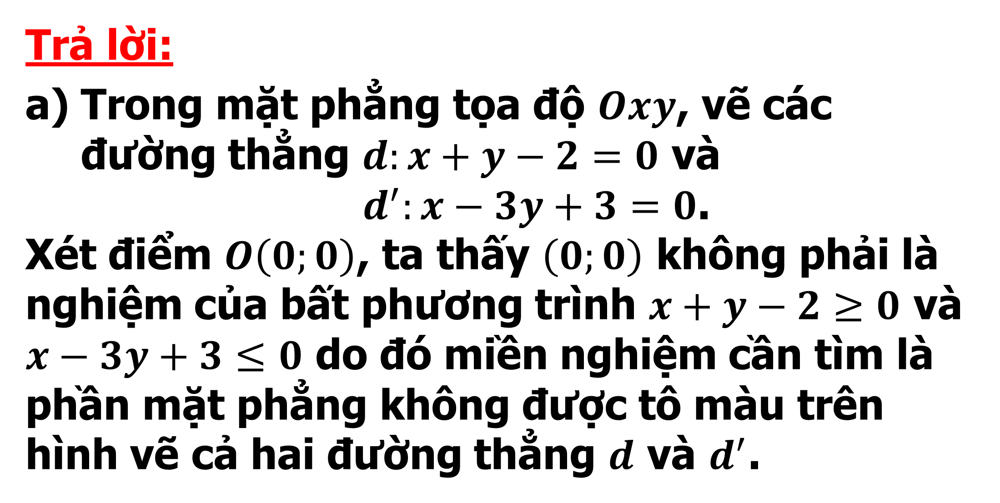 Trả lời:
a) Trong mặt phẳng tọa độ Oxy, vẽ các
đường thẳng d: x + y − 2 = 0 và
d′: x − 3y + 3 = 0.
Xét điểm O(0; 0), ta thấy (0; 0) không phải là
nghiệm của bất phương trình x + y − 2 ≥ 0 và
x − 3y + 3 ≤ 0 do đó miền nghiệm cần tìm là
phần mặt phẳng không được tô màu trên
hình vẽ cả hai đường thẳng d và d′.